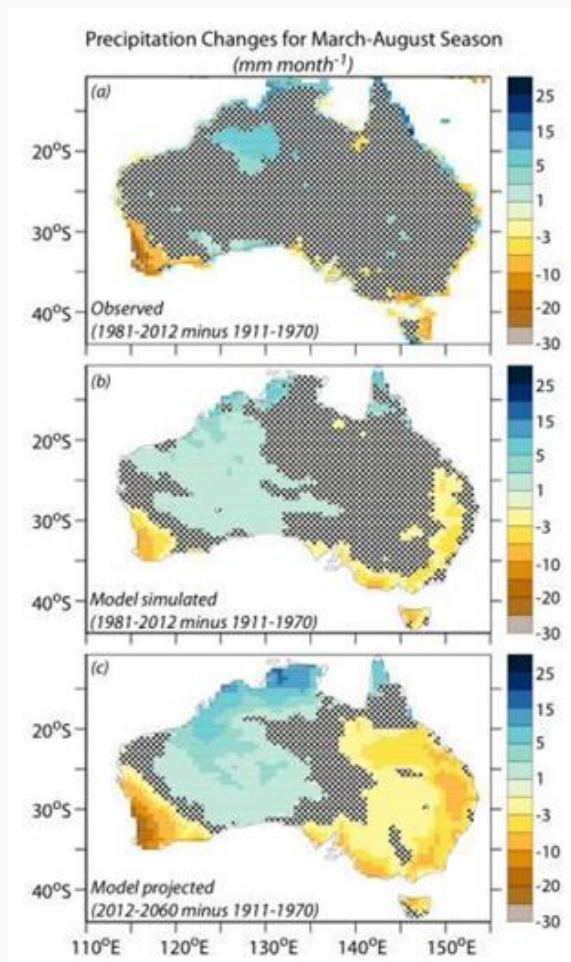 Precipitation Changes for March-August Season
(mm month⁻¹)
(a)
20°S
30°S
40°S
Observed
(1981-2012 minus 1911-1970)
25
15
5
1
-3
-10
-20
-30
(b)
20°S
30°S
40°S
Model simulated
(1981-2012 minus 1911-1970)
25
15
5
1
-3
-10
-20
-30
(c)
20°S
30°S
40°S
Model projected
(2012-2060 minus 1911-1970)
25
15
5
1
-3
-10
-20
-30
110°E 120°E 130°E 140°E 150°E